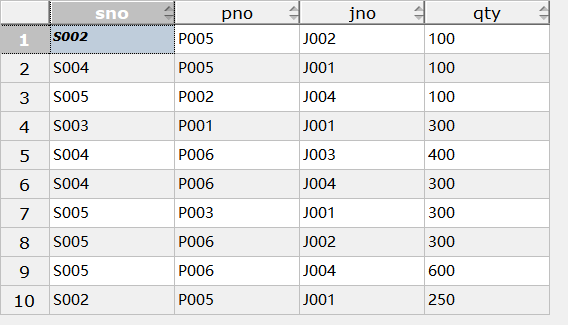 sno pno jno qty
1 S002 P005 J002 100
2 S004 P005 J001 100
3 S005 P002 J004 100
4 S003 P001 J001 300
5 S004 P006 J003 400
6 S004 P006 J004 300
7 S005 P003 J001 300
8 S005 P006 J002 300
9 S005 P006 J004 600
10 S002 P005 J001 250